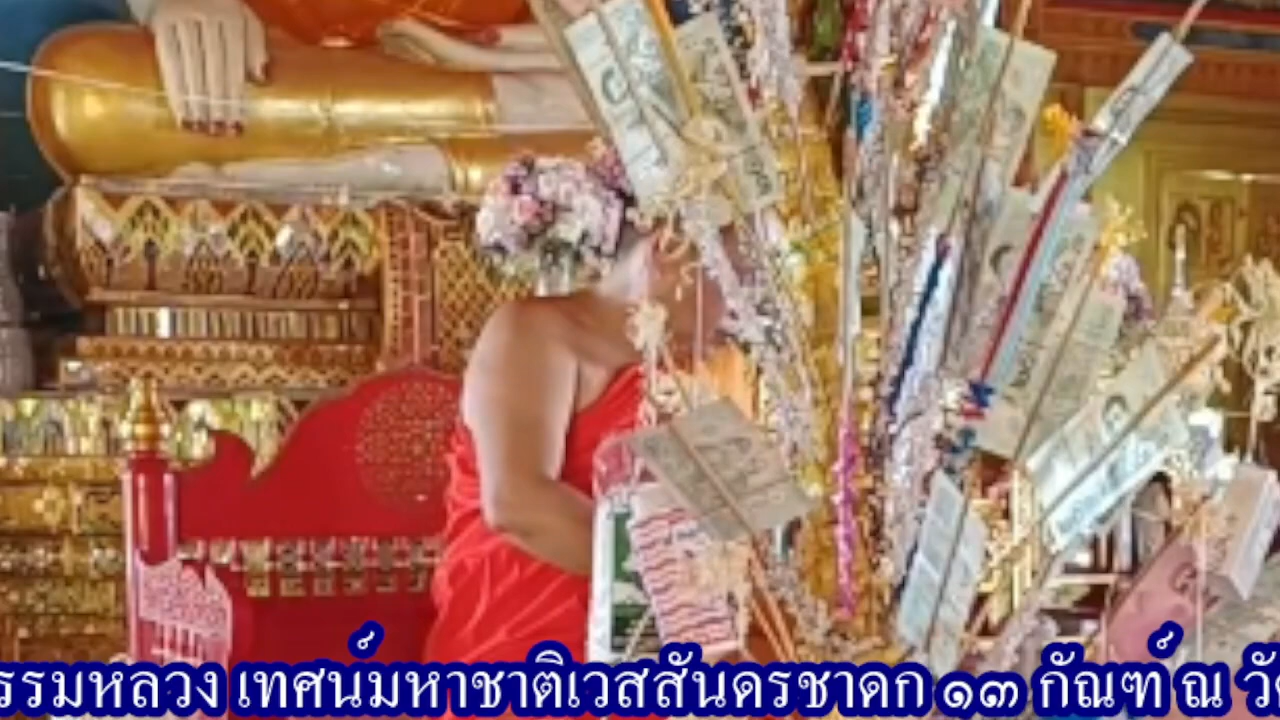 รรมหลวง เทศน์มหาชาติเวสสันดรชาดก ๑๓ กัณฑ์ ณ วั